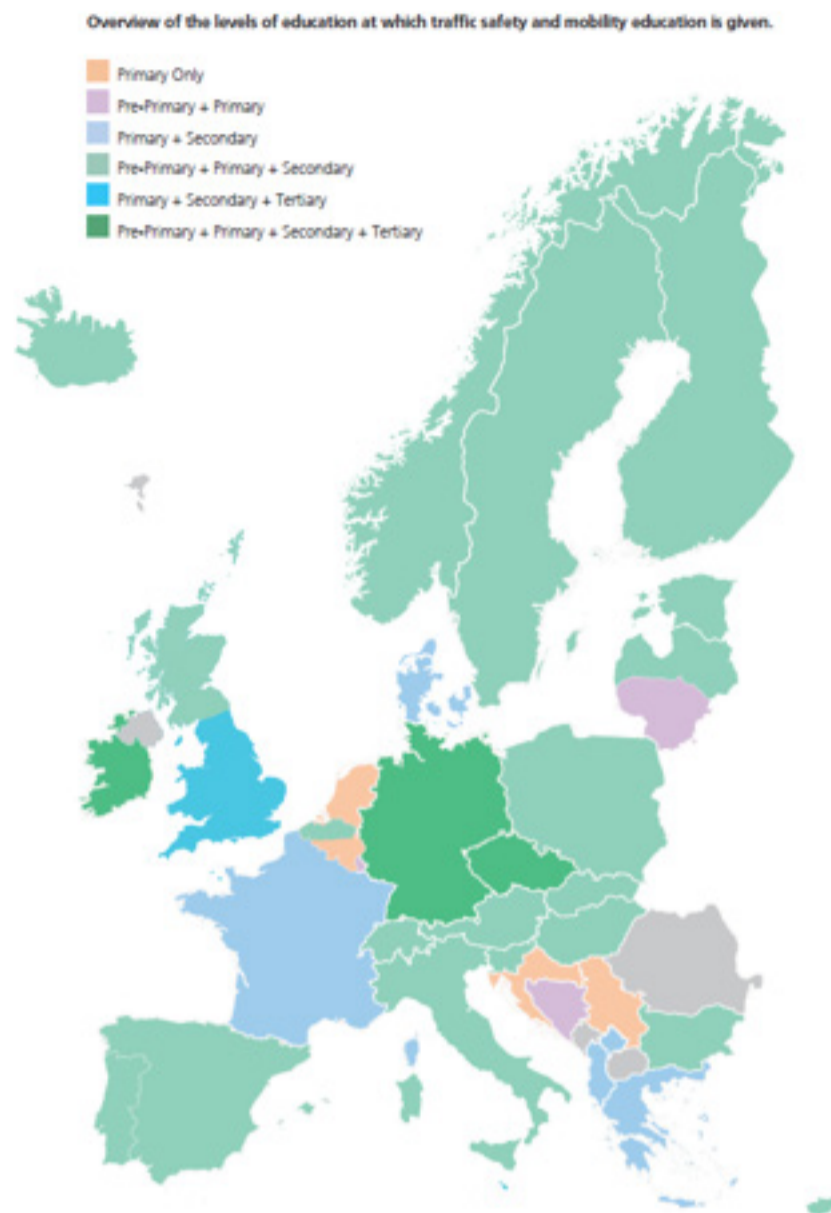 Overview of the levels of education at which traffic safety and mobility education is given.
Primary Only
Pre-Primary + Primary
Primary + Secondary
Pre-Primary + Primary + Secondary
Primary + Secondary + Tertiary
Pre-Primary + Primary + Secondary + Tertiary